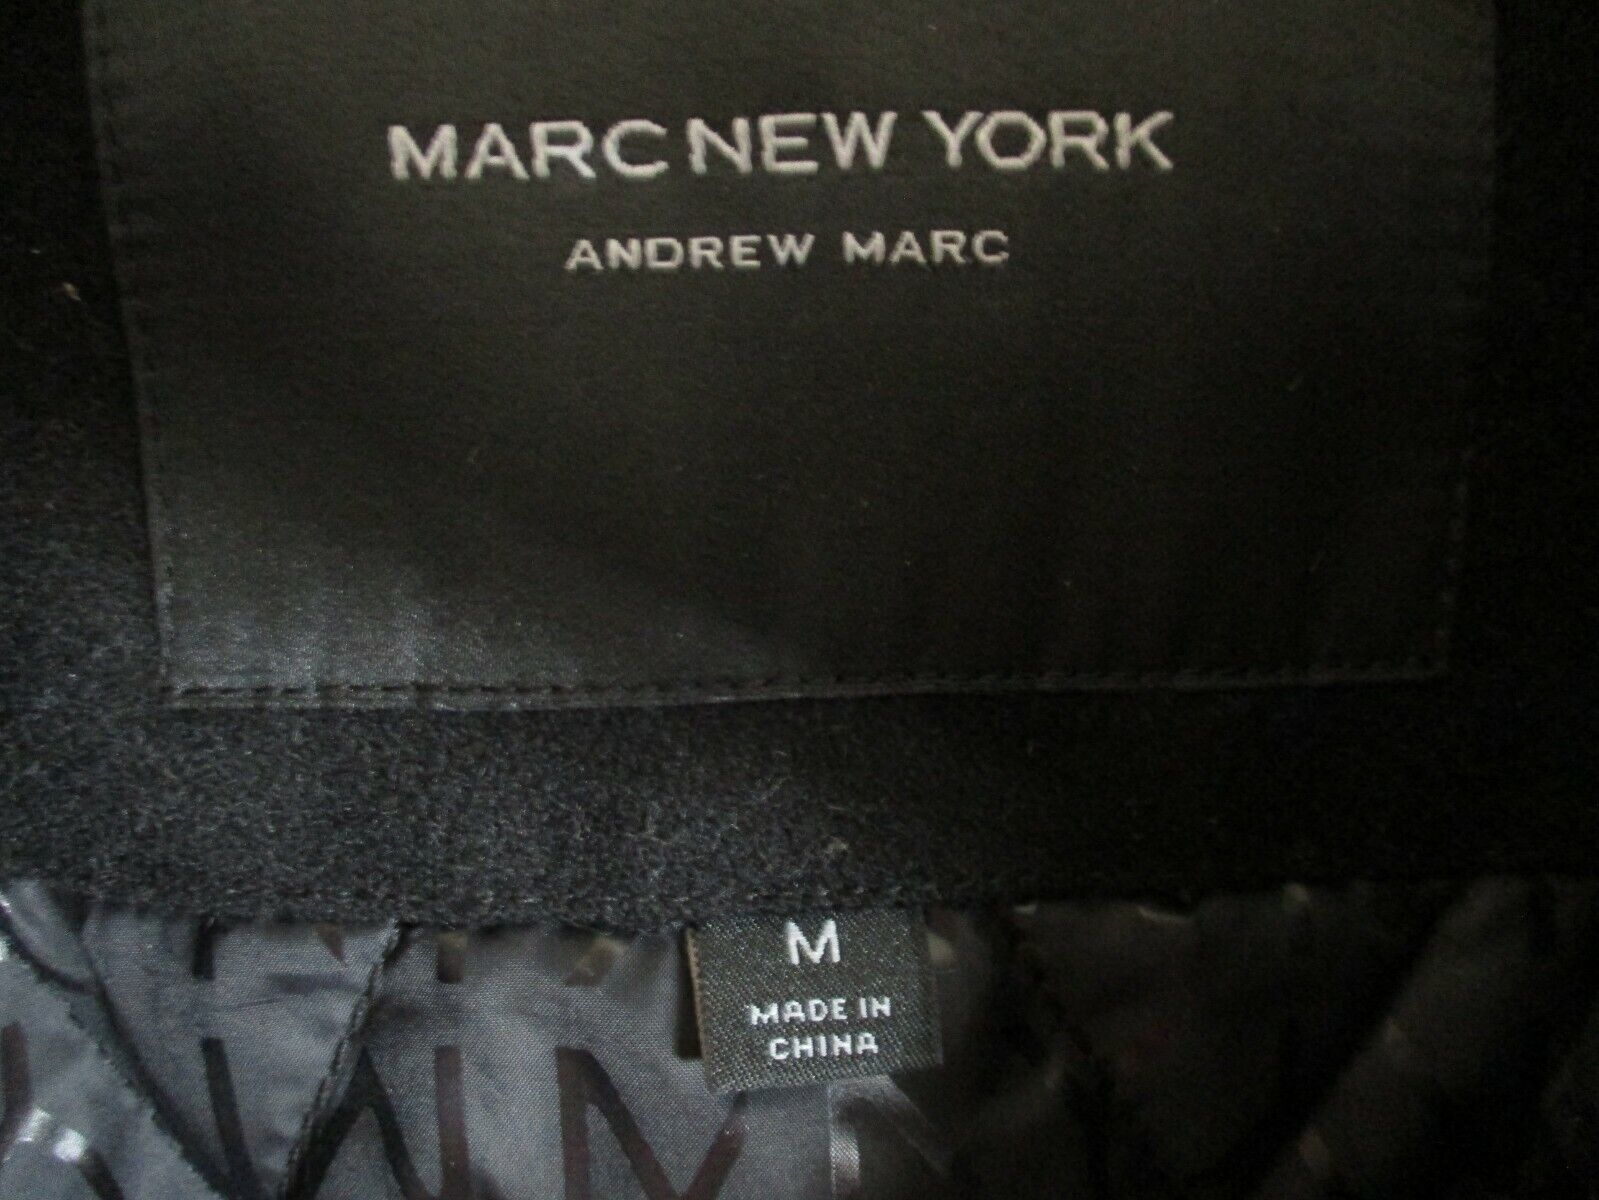 MARC NEW YORK
ANDREW MARC
M
MADE IN
CHINA